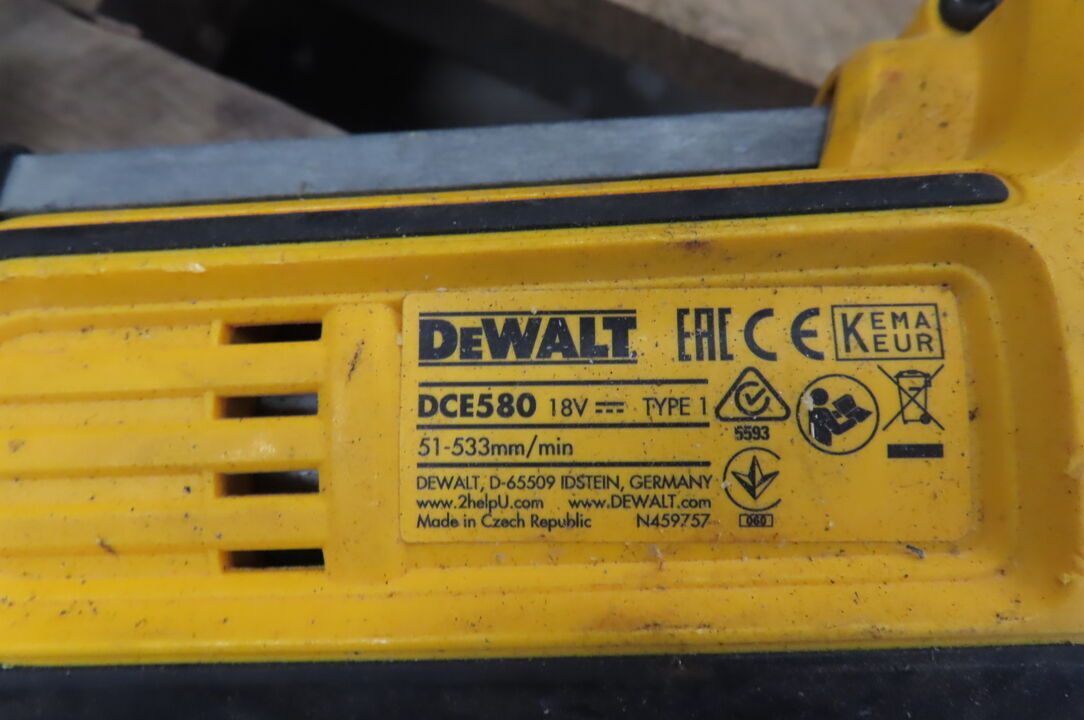 DEWALT
EAC CE KEMA KEUR
DCE580 18V TYPE 1
5593
51-533mm/min
DEWALT, D-65509 IDSTEIN, GERMANY
www.2helpU.com www.DEWALT.com
Made in Czech Republic N459757
060